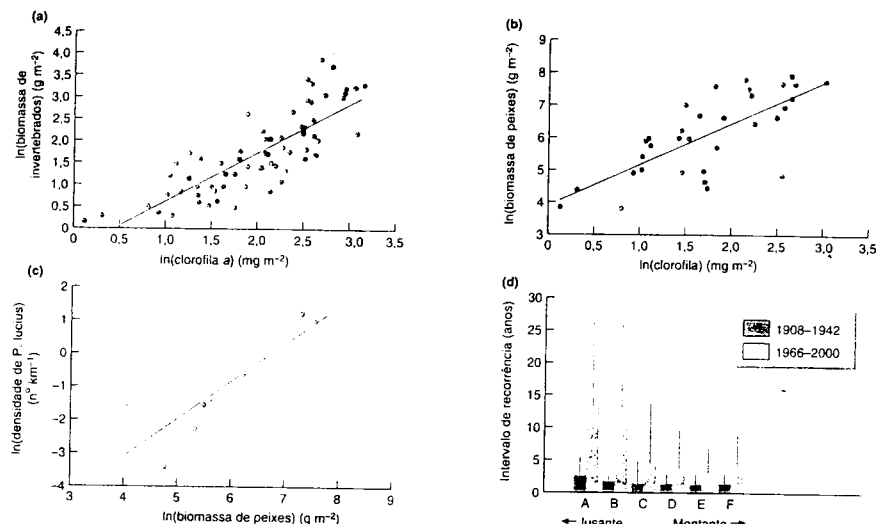 (a)
ln(biomassa de
invertebrados) (g m⁻²)
4,5
4,0
3,5
3,0
2,5
2,0
1,5
1,0
0,5
0
0 0,5 1,0 1,5 2,0 2,5 3,0 3,5
ln(clorofila a) (mg m⁻²)
(b)
ln(biomassa de peixes) (g m⁻²)
9
8
7
6
5
4
3
0 0,5 1,0 1,5 2,0 2,5 3,0 3,5
ln(clorofila) (mg m⁻²)
(c)
ln(densidade de P. lucius)
(nº km⁻¹)
2
1
0
−1
−2
−3
−4
3 4 5 6 7 8 9
ln(biomassa de peixes) (g m⁻²)
(d)
Intervalo de recorrência (anos)
30
25
20
15
10
5
0
1908–1942
1966–2000
A B C D E F
← Jusante Montante →